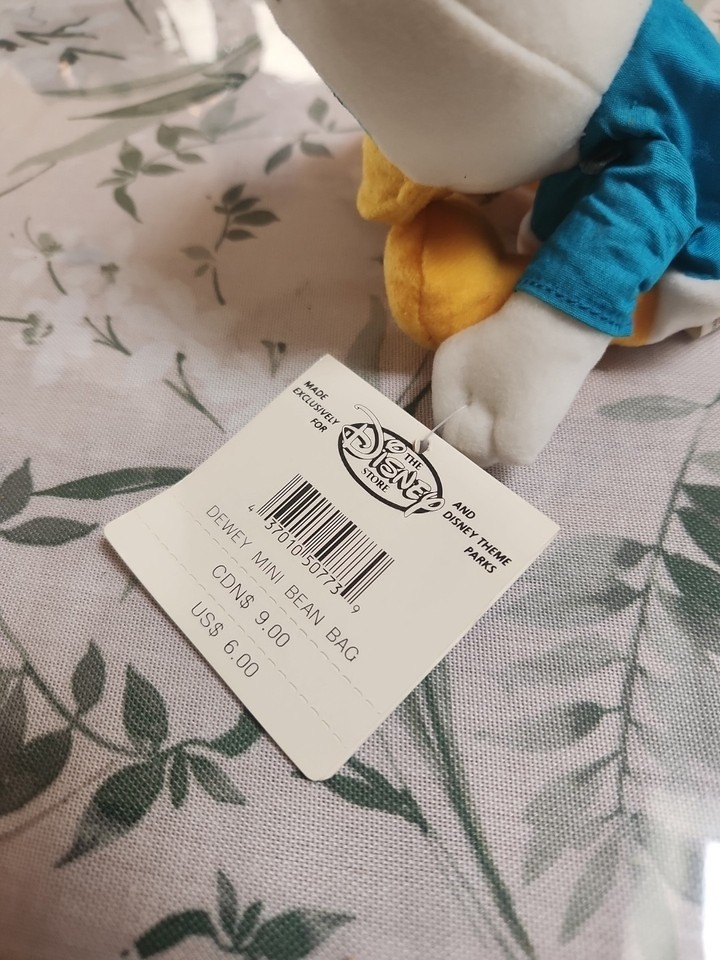 MADE
EXCLUSIVELY
FOR
THE
DISNEY
STORE
AND
DISNEY THEME
PARKS
4 37010 50773 9
DEWEY MINI BEAN BAG
CDN$ 9.00
US$ 6.00